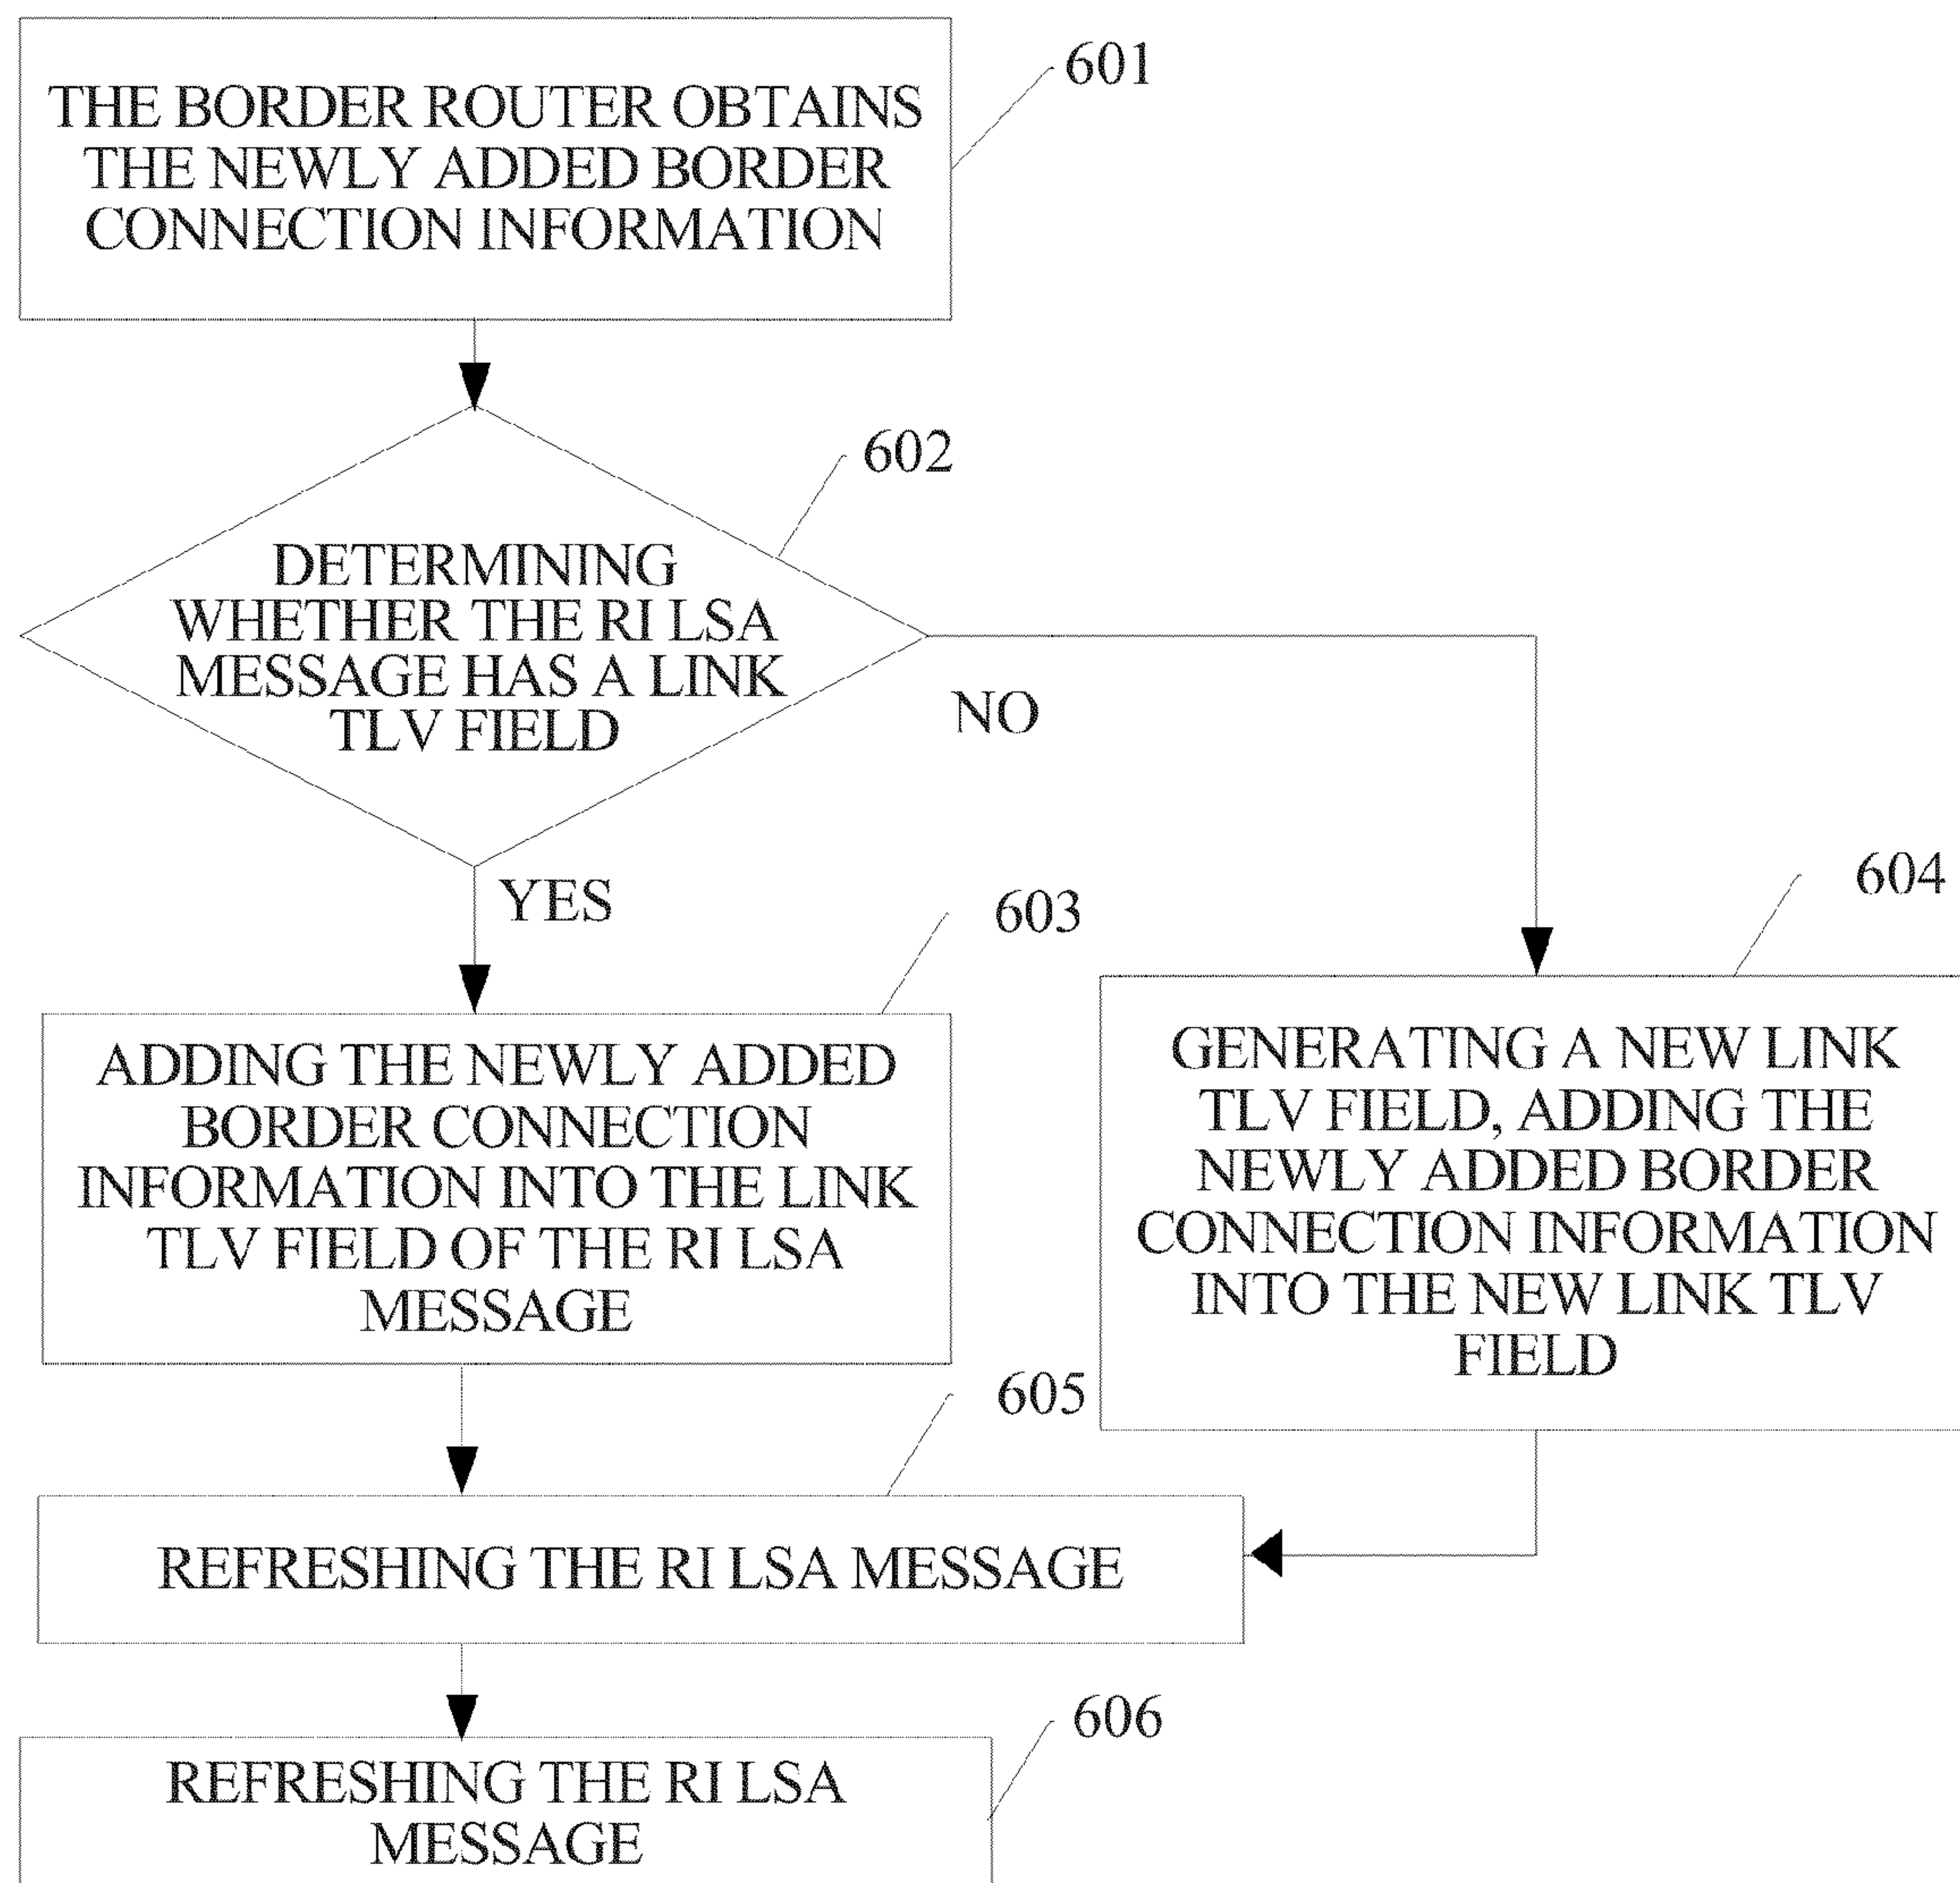 THE BORDER ROUTER OBTAINS
THE NEWLY ADDED BORDER
CONNECTION INFORMATION
601
602
DETERMINING
WHETHER THE RI LSA
MESSAGE HAS A LINK
TLV FIELD
NO
YES
603
604
ADDING THE NEWLY ADDED
BORDER CONNECTION
INFORMATION INTO THE LINK
TLV FIELD OF THE RI LSA
MESSAGE
GENERATING A NEW LINK
TLV FIELD, ADDING THE
NEWLY ADDED BORDER
CONNECTION INFORMATION
INTO THE NEW LINK TLV
FIELD
605
REFRESHING THE RI LSA MESSAGE
606
REFRESHING THE RI LSA
MESSAGE